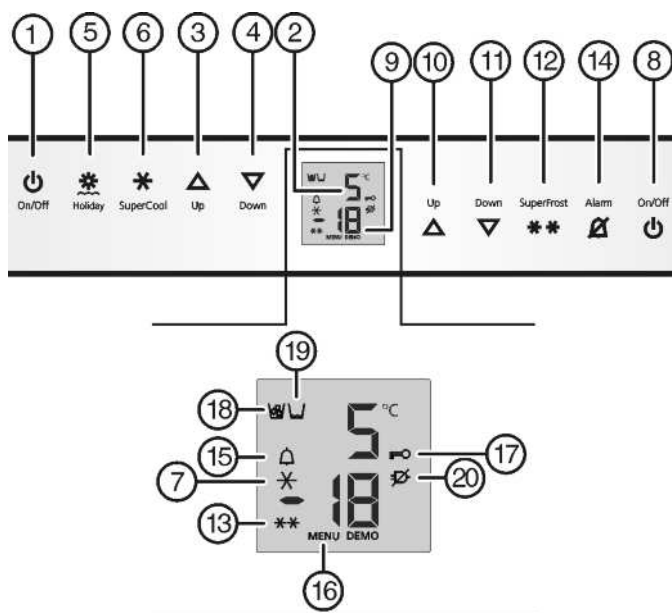 1 5 6 3 4 2 9 10 11 12 14 8
5 °C
18
MENU DEMO
Up Down SuperFrost Alarm On/Off
On/Off Holiday SuperCool Up Down
19
18
5 °C
15
17
7
20
18
13
MENU DEMO
16